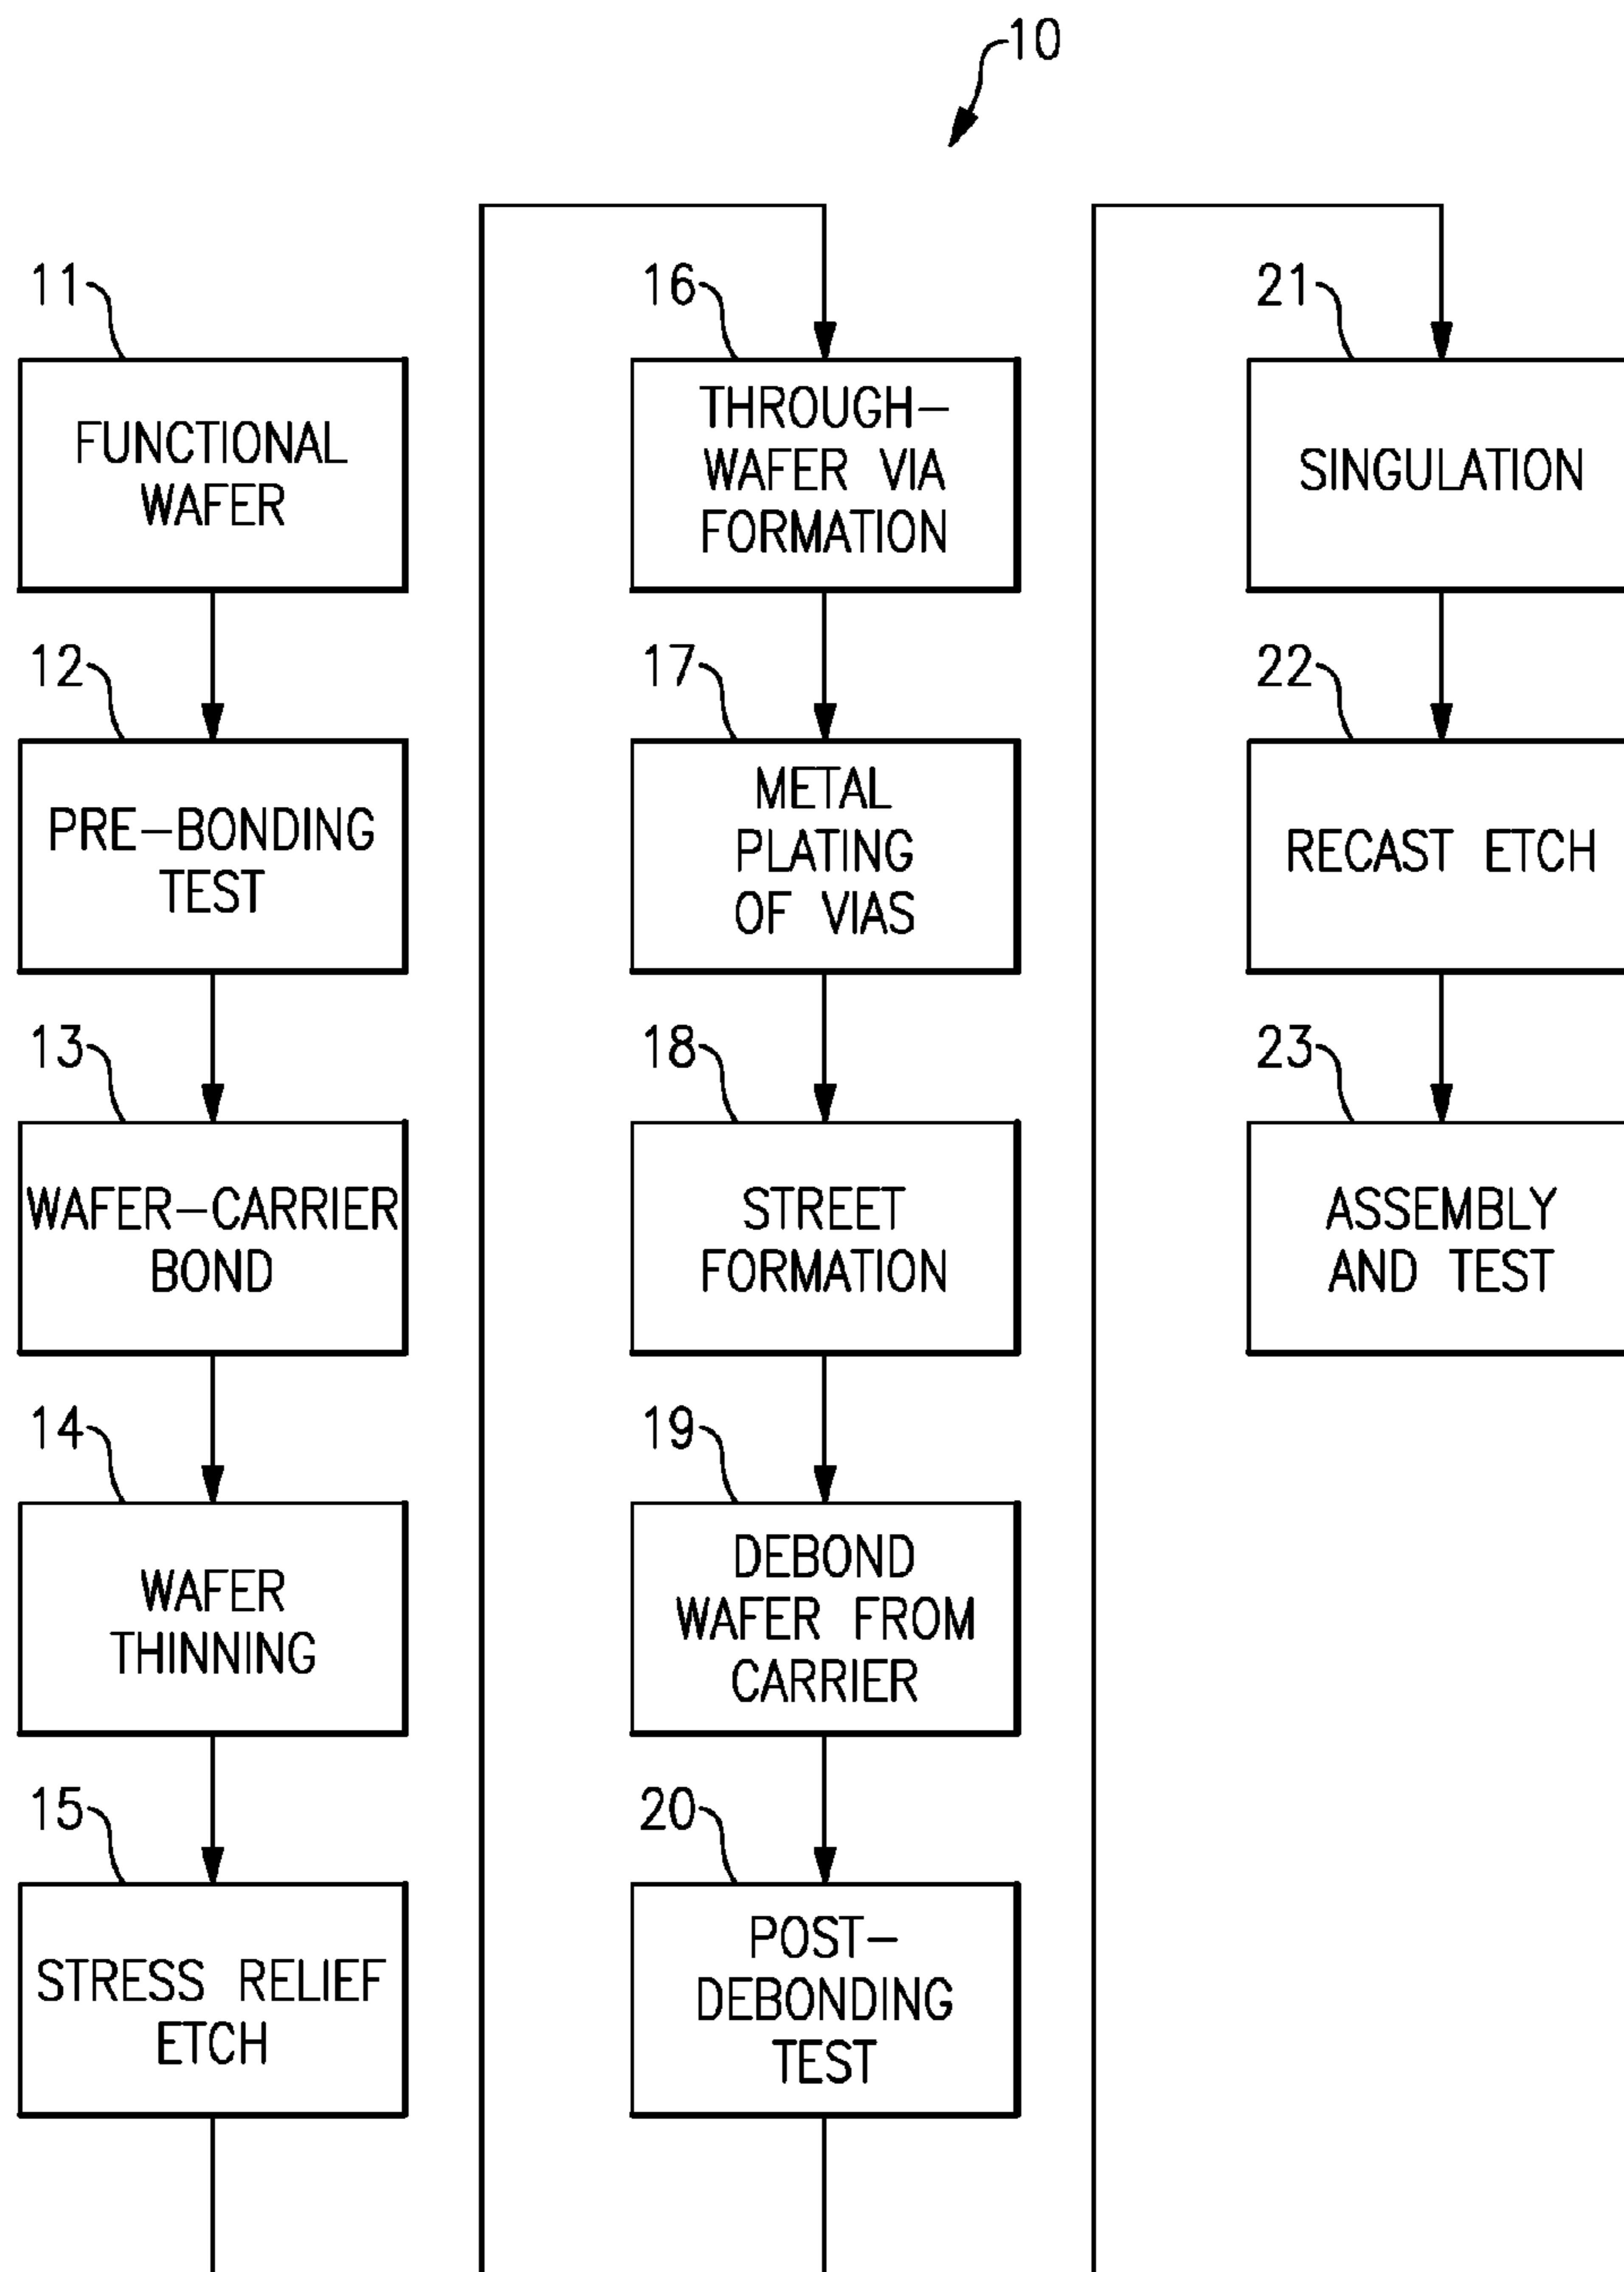 10
11
FUNCTIONAL
WAFER
12
PRE-BONDING
TEST
13
WAFER-CARRIER
BOND
14
WAFER
THINNING
15
STRESS RELIEF
ETCH
16
THROUGH-
WAFER VIA
FORMATION
17
METAL
PLATING
OF VIAS
18
STREET
FORMATION
19
DEBOND
WAFER FROM
CARRIER
20
POST-
DEBONDING
TEST
21
SINGULATION
22
RECAST ETCH
23
ASSEMBLY
AND TEST